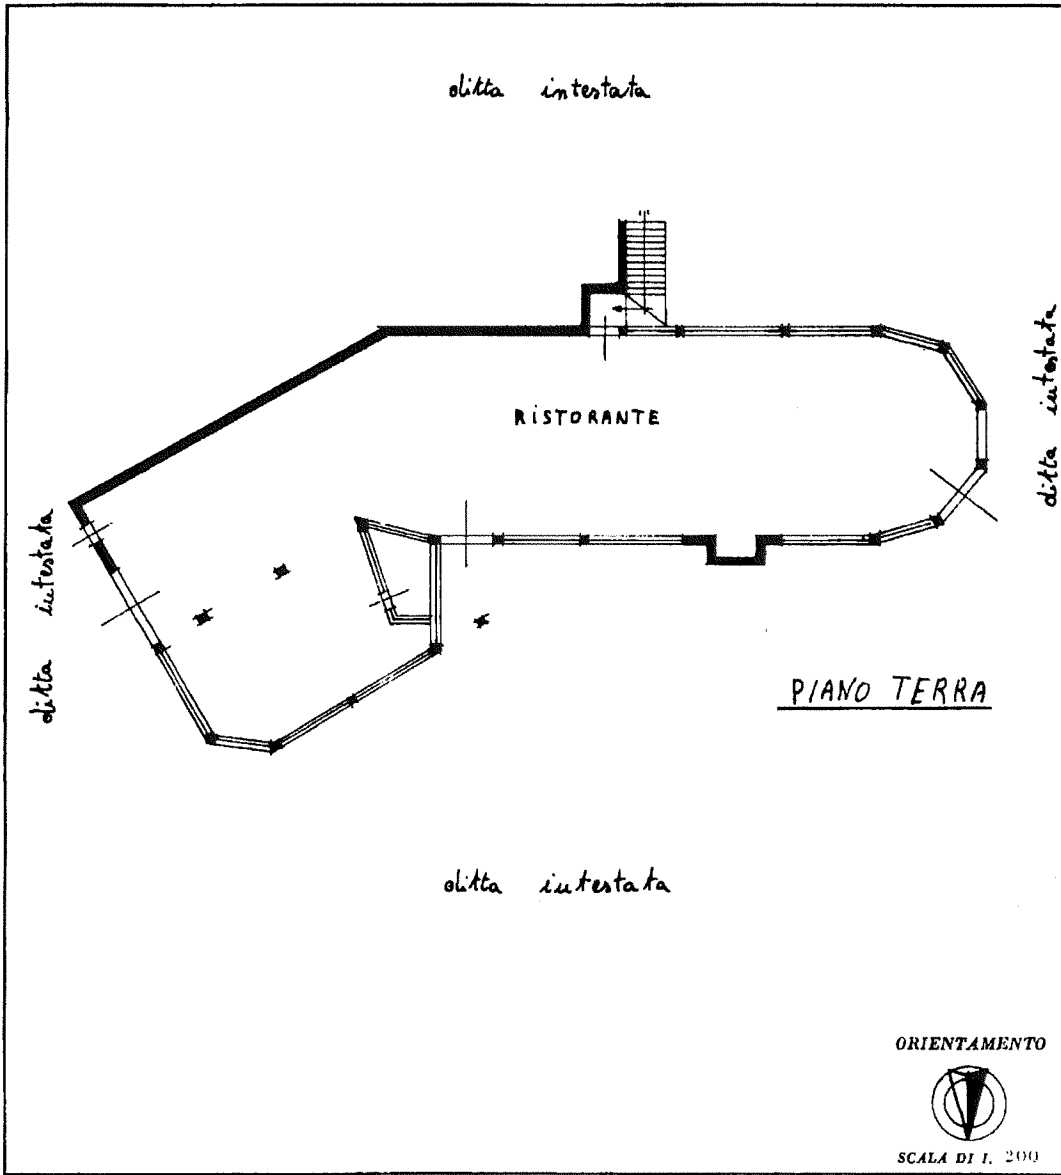 ditta intestata
ditta intestata
RISTORANTE
ditta intestata
PIANO TERRA
ditta intestata
ORIENTAMENTO
SCALA DI 1. 200